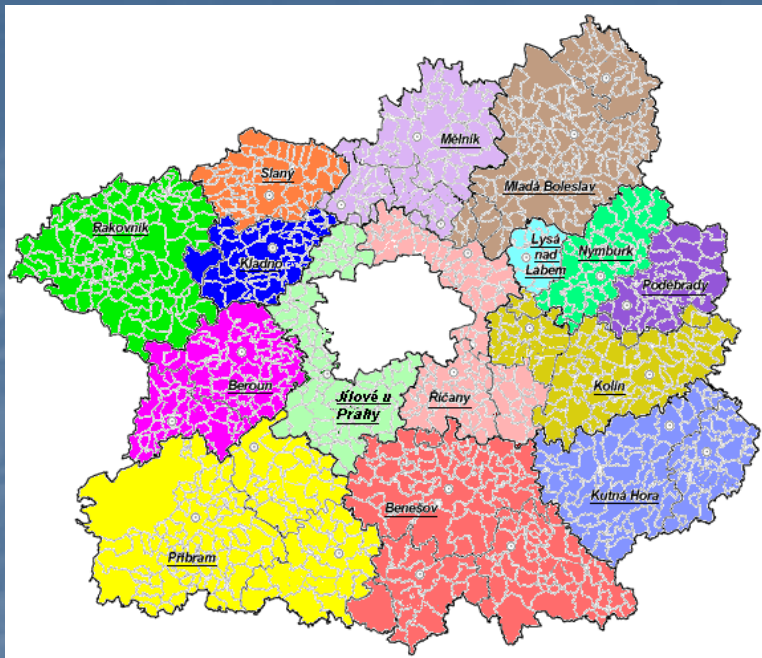 Mělník
Slaný
Mladá Boleslav
Rakovník
Lysá
nad
Labem
Nymburk
Kladno
Poděbrady
Beroun
Kolín
Jílové u
Prahy
Říčany
Kutná Hora
Benešov
Příbram